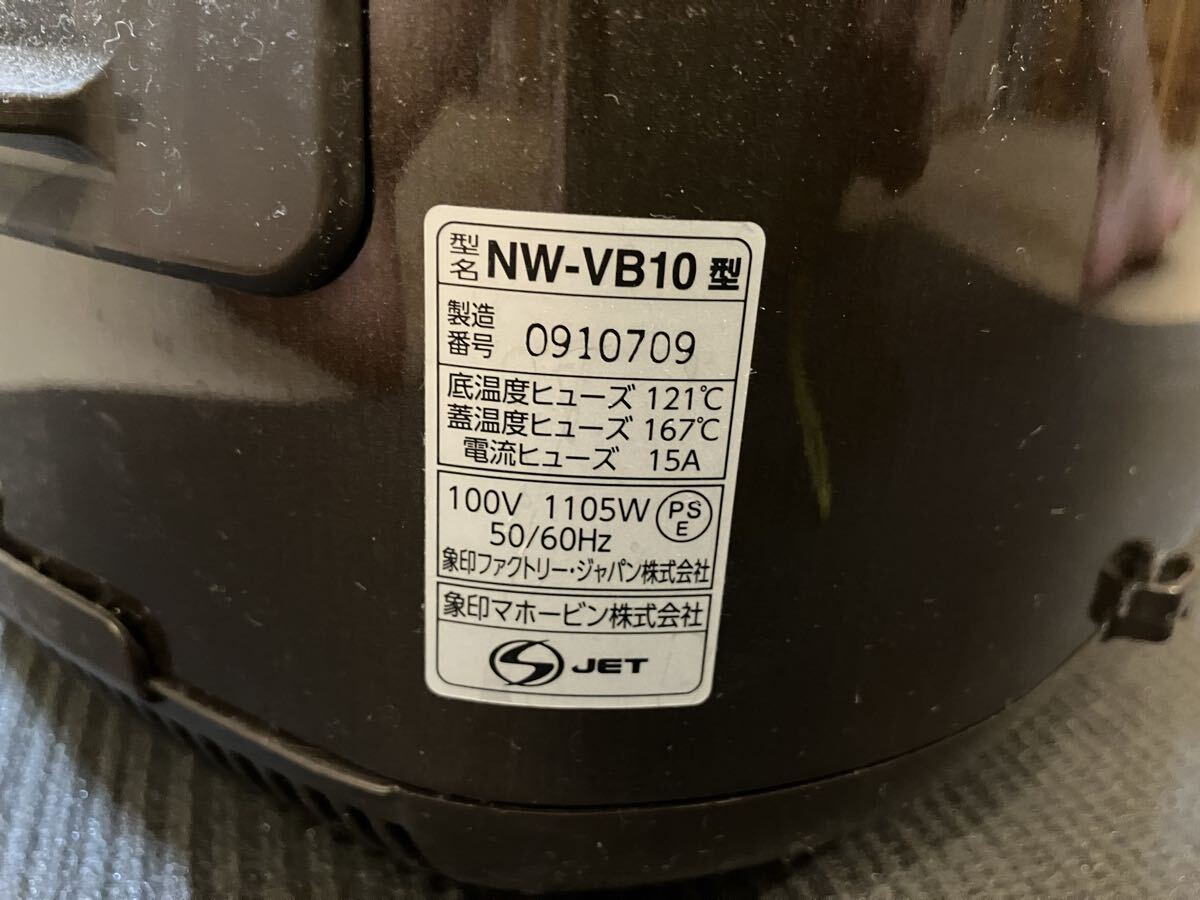 型名 NW-VB10 型
製造番号 0910709
底温度ヒューズ 121℃
蓋温度ヒューズ 167℃
電流ヒューズ 15A
100V 1105W PSE
50/60Hz
象印ファクトリー・ジャパン株式会社
象印マホービン株式会社
S JET